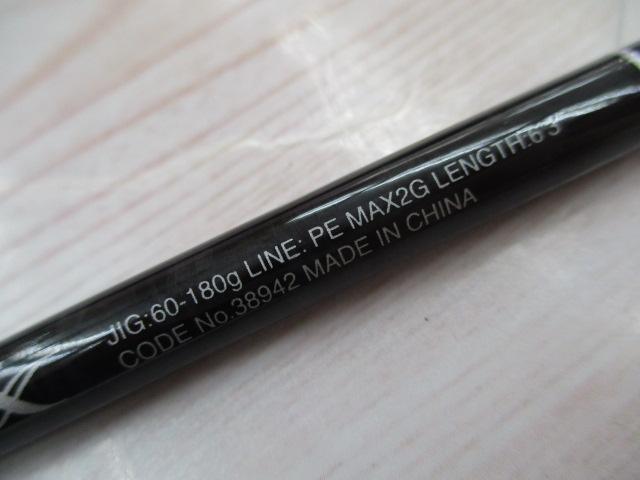 JIG:60-180g LINE: PE MAX2G LENGTH:6'3
CODE No.38942 MADE IN CHINA